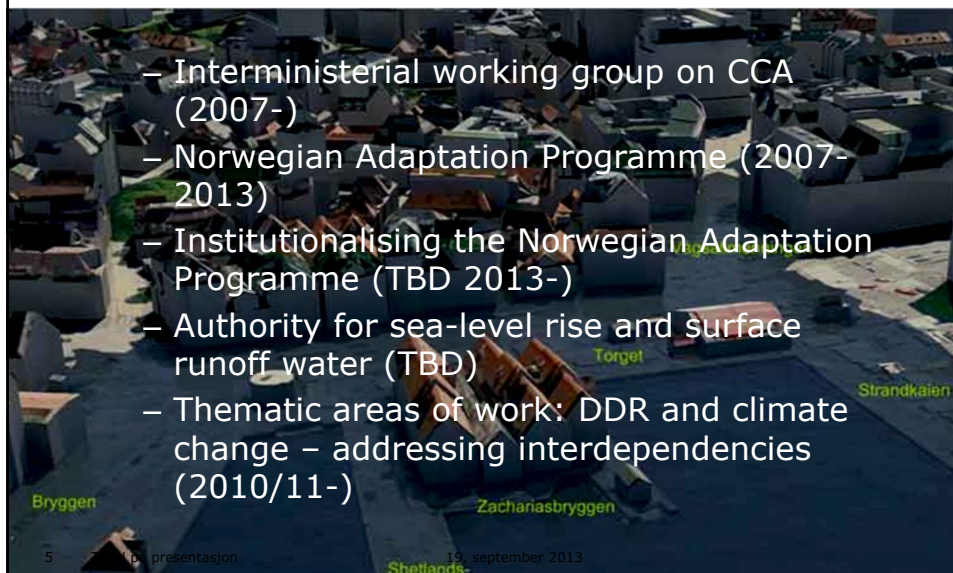 – Interministerial working group on CCA
(2007-)
– Norwegian Adaptation Programme (2007-
2013)
– Institutionalising the Norwegian Adaptation
Programme (TBD 2013-)
– Authority for sea-level rise and surface
runoff water (TBD)
Torget
Strandkaien
– Thematic areas of work: DDR and climate
change – addressing interdependencies
(2010/11-)
Bryggen
Zachariasbryggen
5 på presentasjon 19. september 2013
Shetlands-